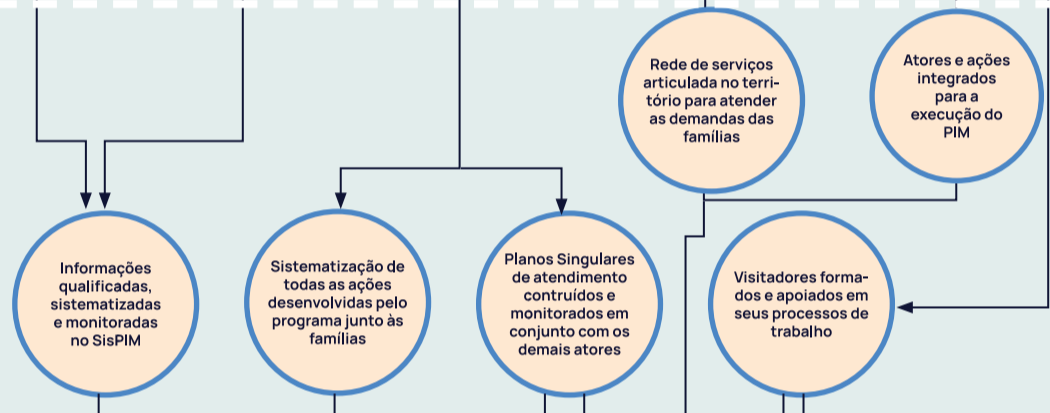 Rede de serviços
articulada no terri-
tório para atender
as demandas das
famílias
Atores e ações
integrados
para a
execução do
PIM
Informações
qualificadas,
sistematizadas
e monitoradas
no SisPIM
Sistematização de
todas as ações
desenvolvidas pelo
programa junto às
famílias
Planos Singulares
de atendimento
contruídos e
monitorados em
conjunto com os
demais atores
Visitadores forma-
dos e apoiados em
seus processos de
trabalho